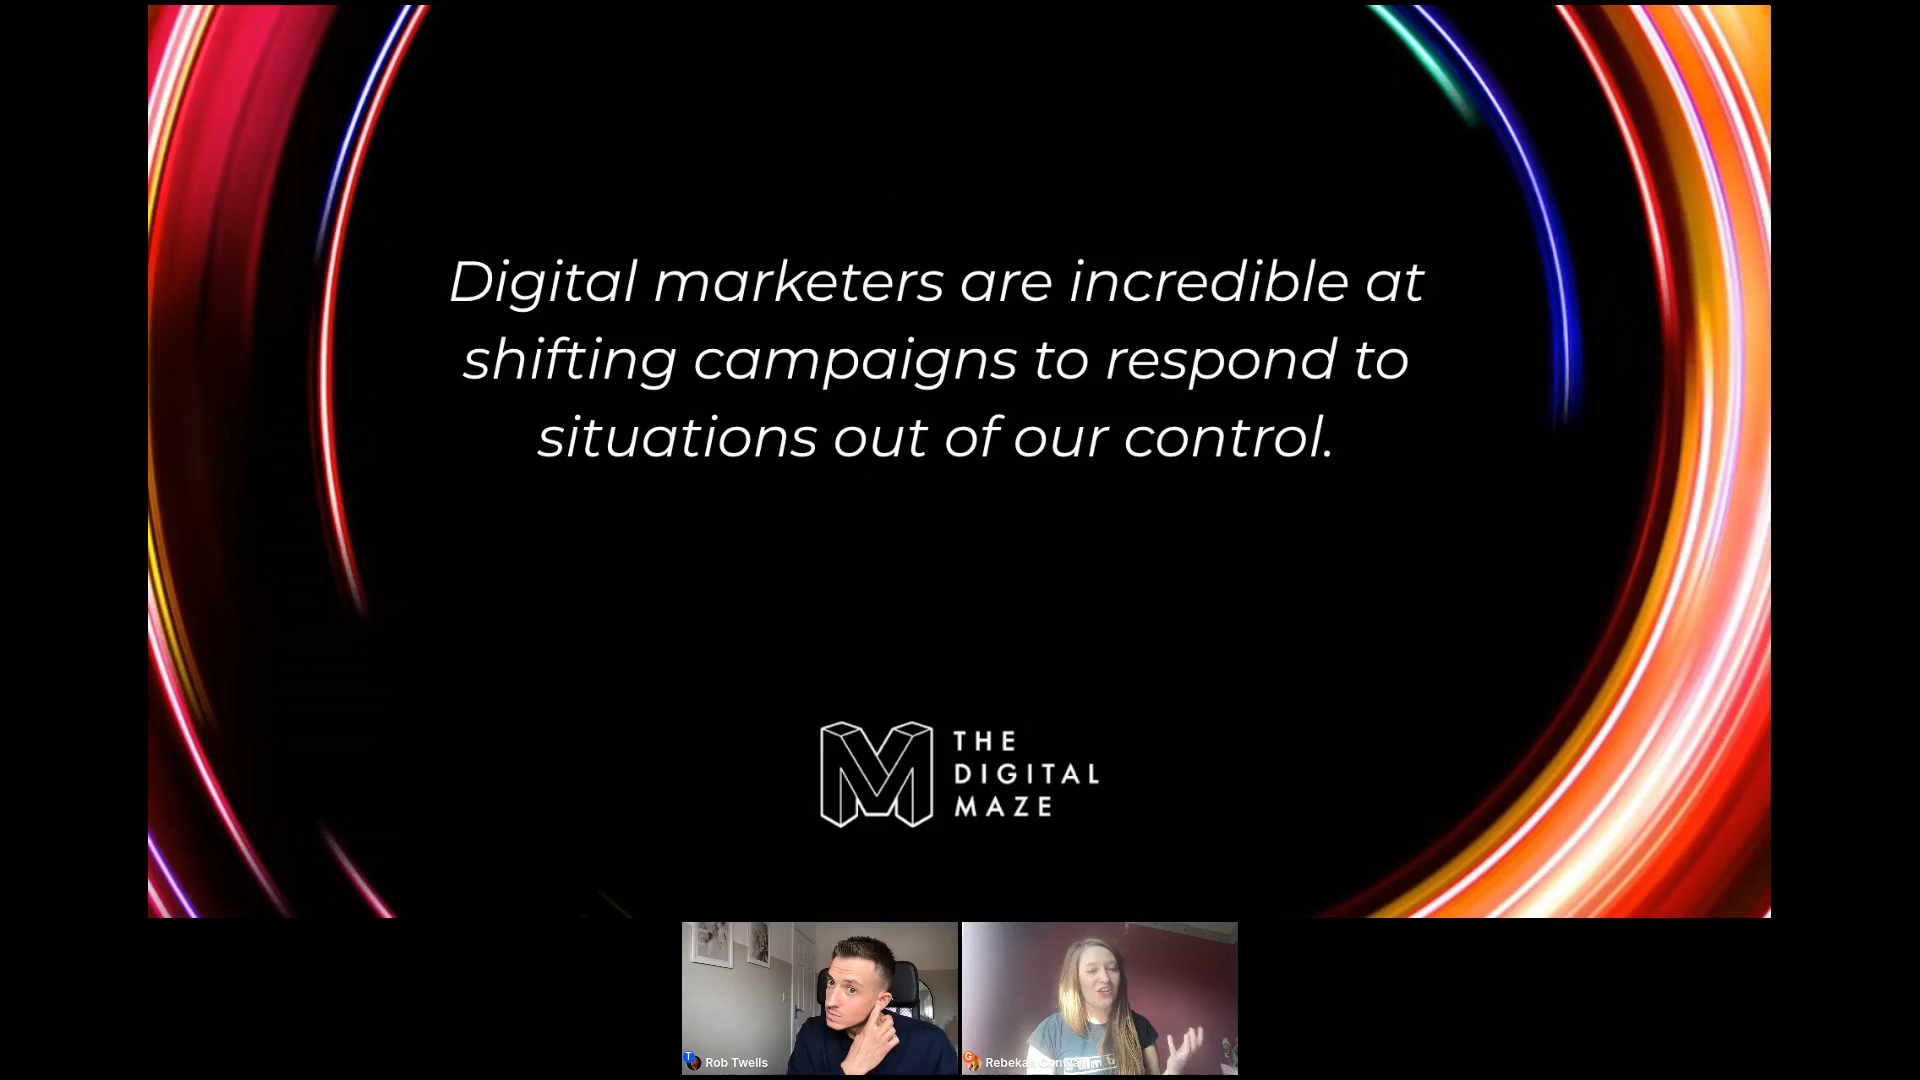 Digital marketers are incredible at
shifting campaigns to respond to
situations out of our control.
THE
DIGITAL
MAZE
T
Rob Twells
G